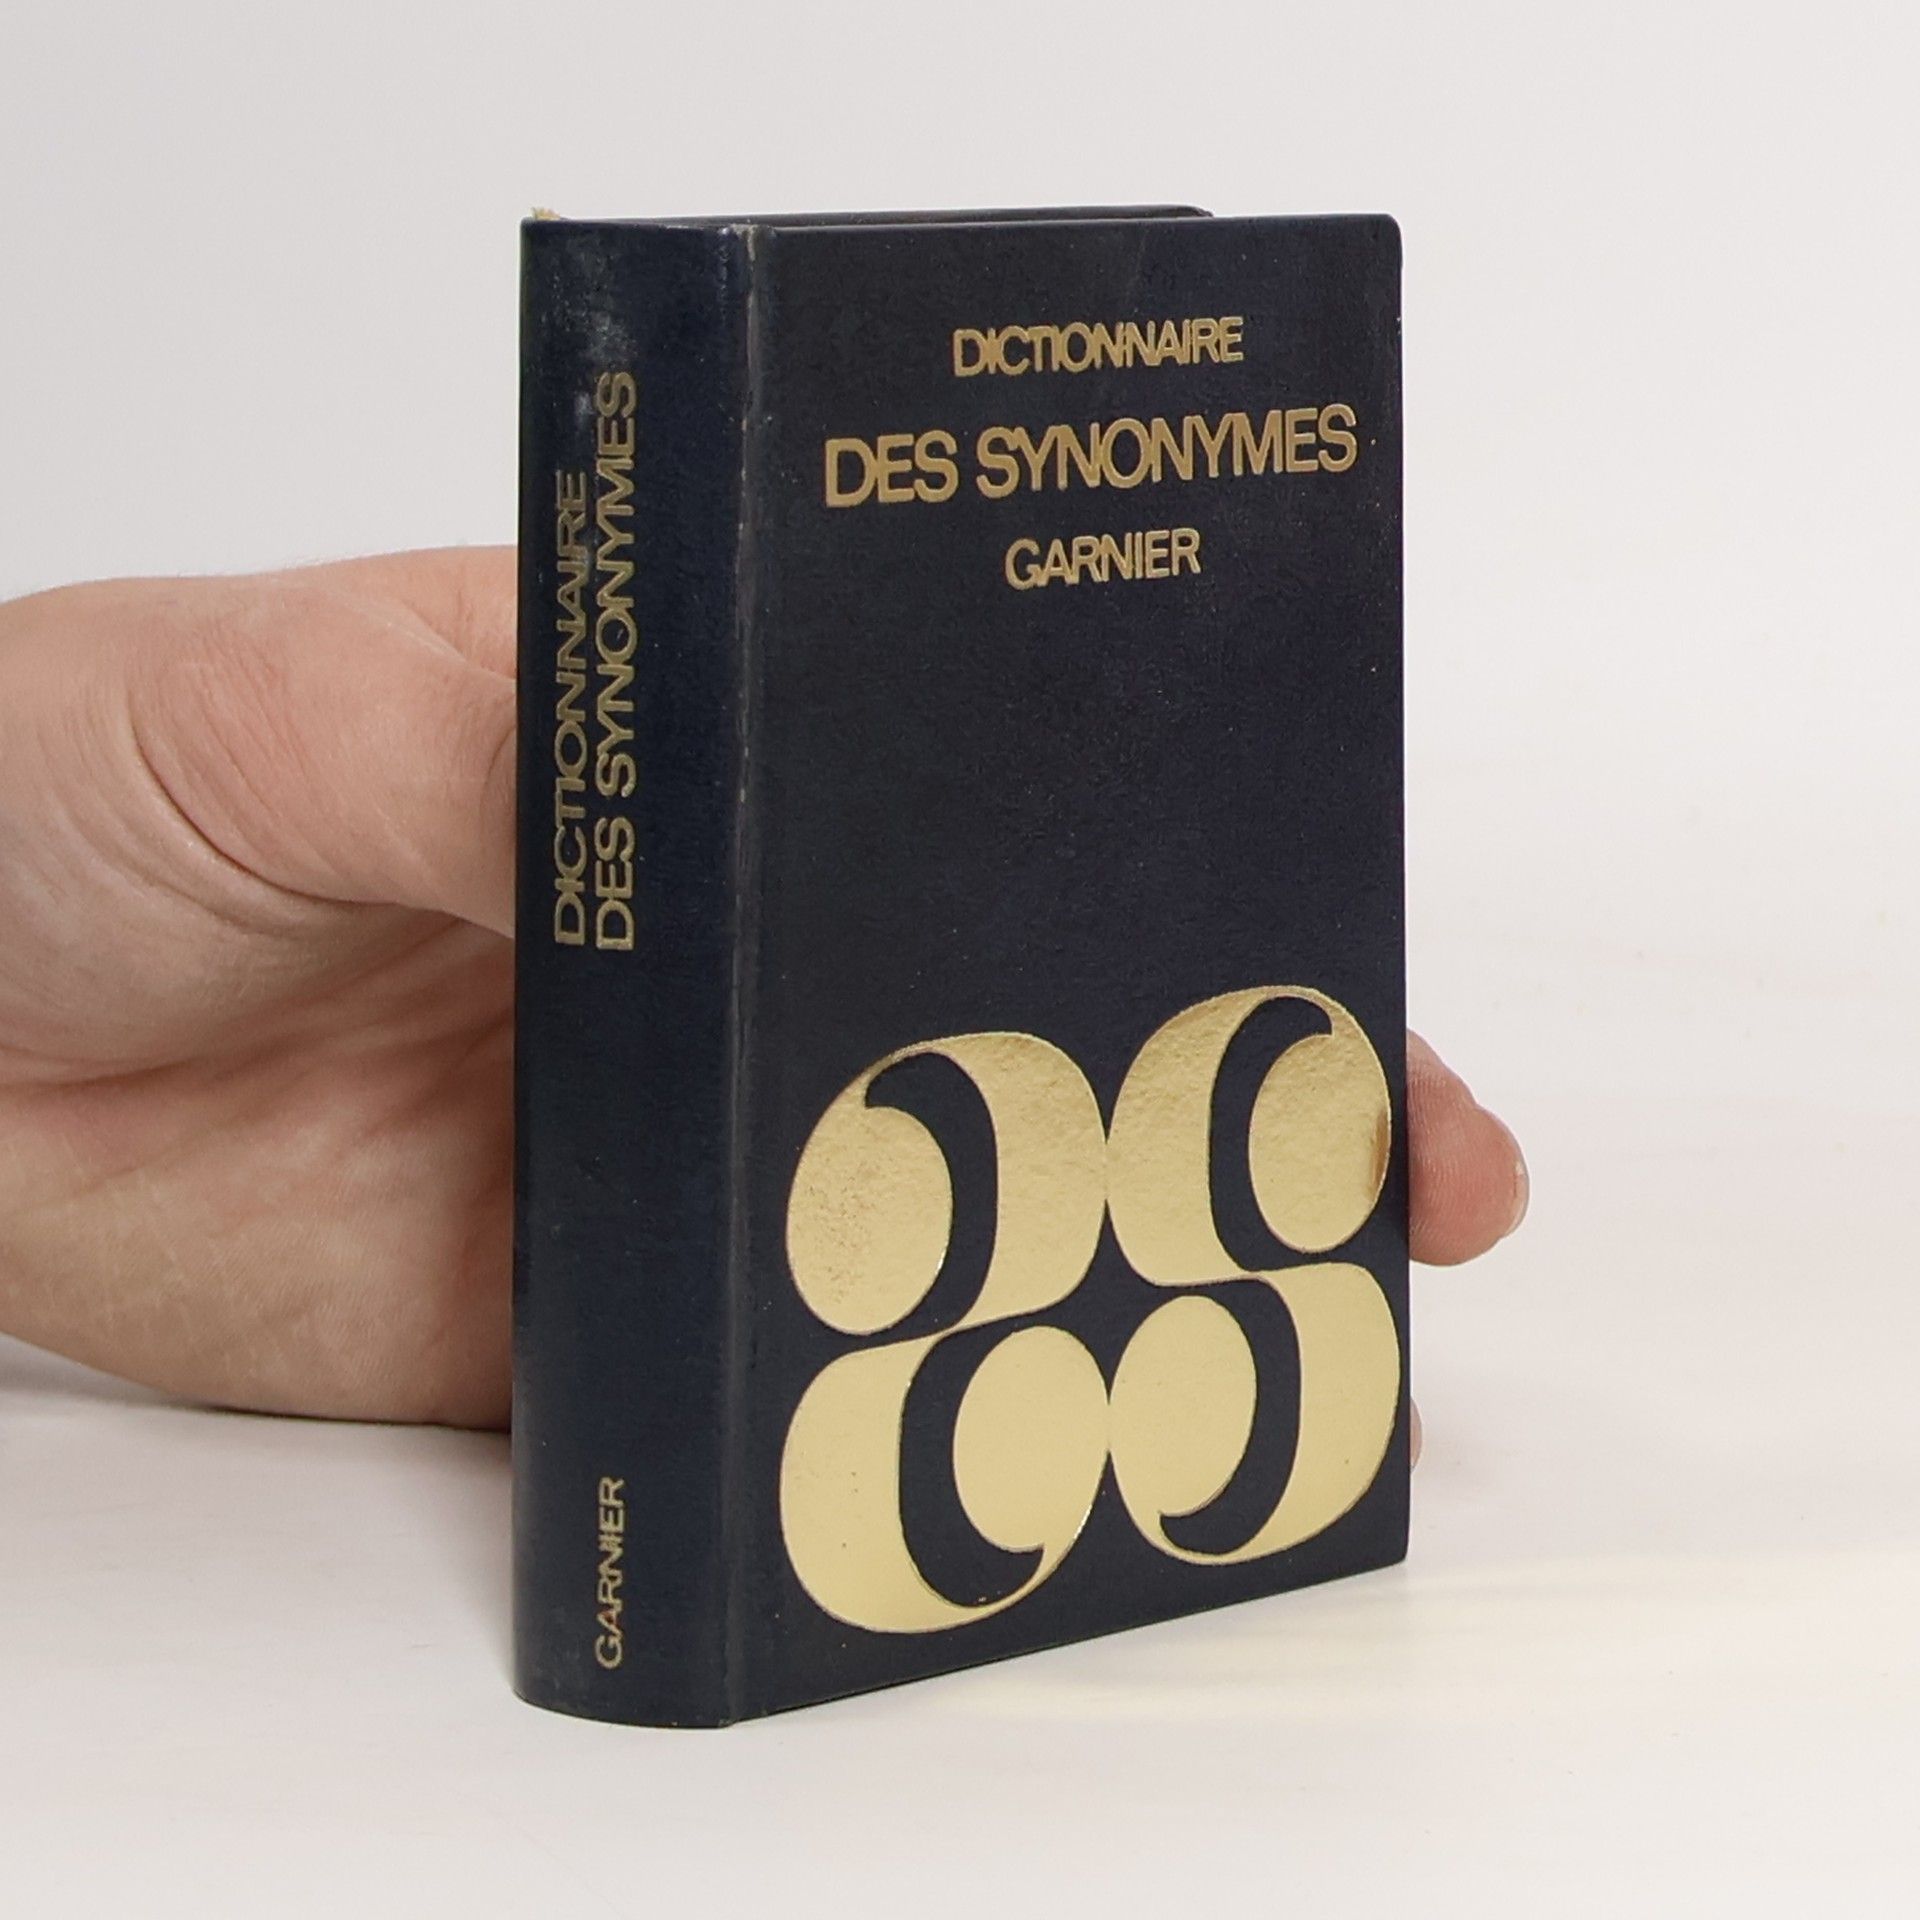 DICTIONNAIRE
DES SYNONYMES
GARNIER
DICTIONNAIRE
DES SYNONYMES
GARNIER